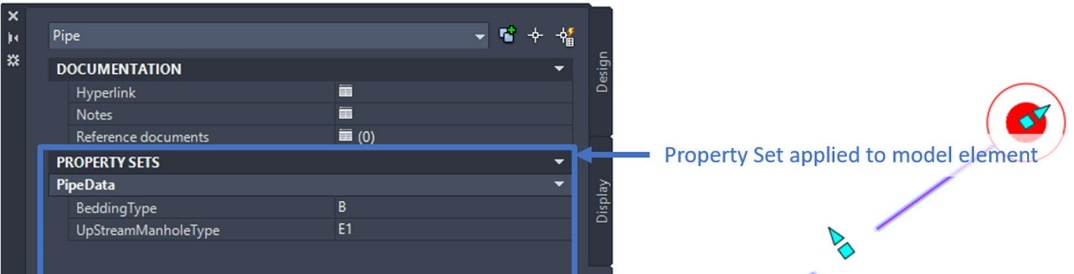 Pipe
DOCUMENTATION
Hyperlink
Notes
Reference documents (0)
PROPERTY SETS
PipeData
BeddingType B
UpStreamManholeType E1
Design
Display
Property Set applied to model element